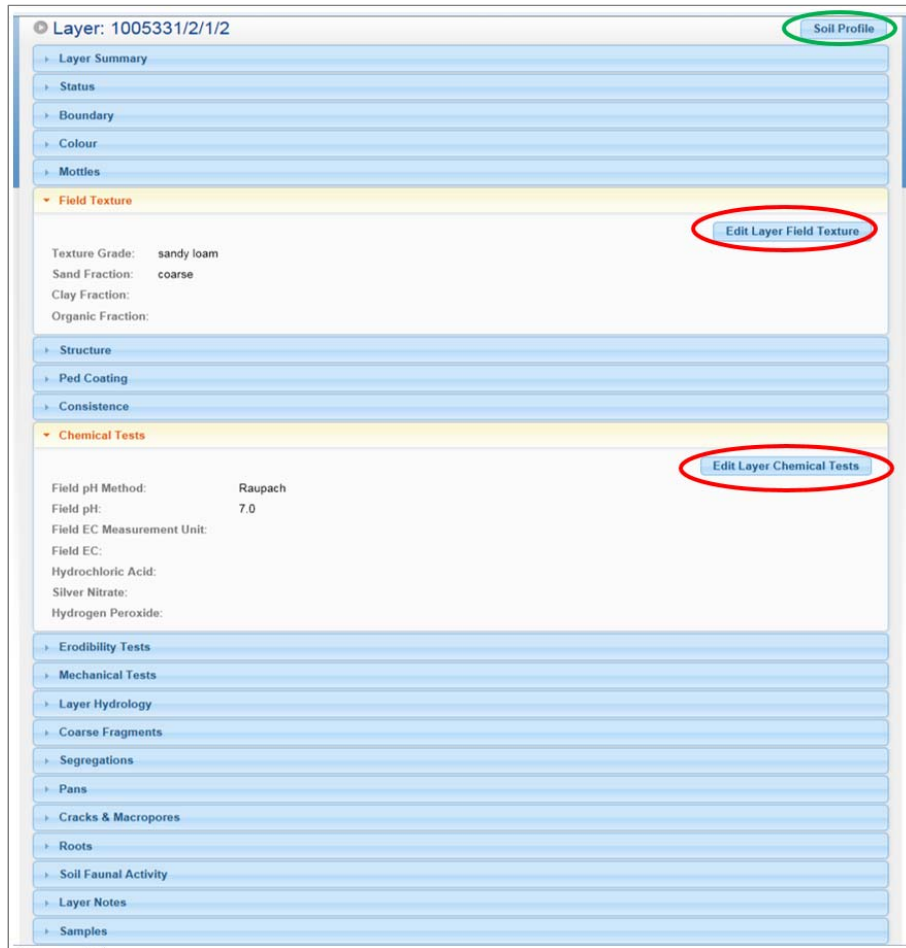 Layer: 1005331/2/1/2
Soil Profile
Layer Summary
Status
Boundary
Colour
Mottles
Field Texture
Edit Layer Field Texture
Texture Grade: sandy loam
Sand Fraction: coarse
Clay Fraction:
Organic Fraction:
Structure
Ped Coating
Consistence
Chemical Tests
Edit Layer Chemical Tests
Field pH Method: Raupach
Field pH: 7.0
Field EC Measurement Unit:
Field EC:
Hydrochloric Acid:
Silver Nitrate:
Hydrogen Peroxide:
Erodibility Tests
Mechanical Tests
Layer Hydrology
Coarse Fragments
Segregations
Pans
Cracks & Macropores
Roots
Soil Faunal Activity
Layer Notes
Samples